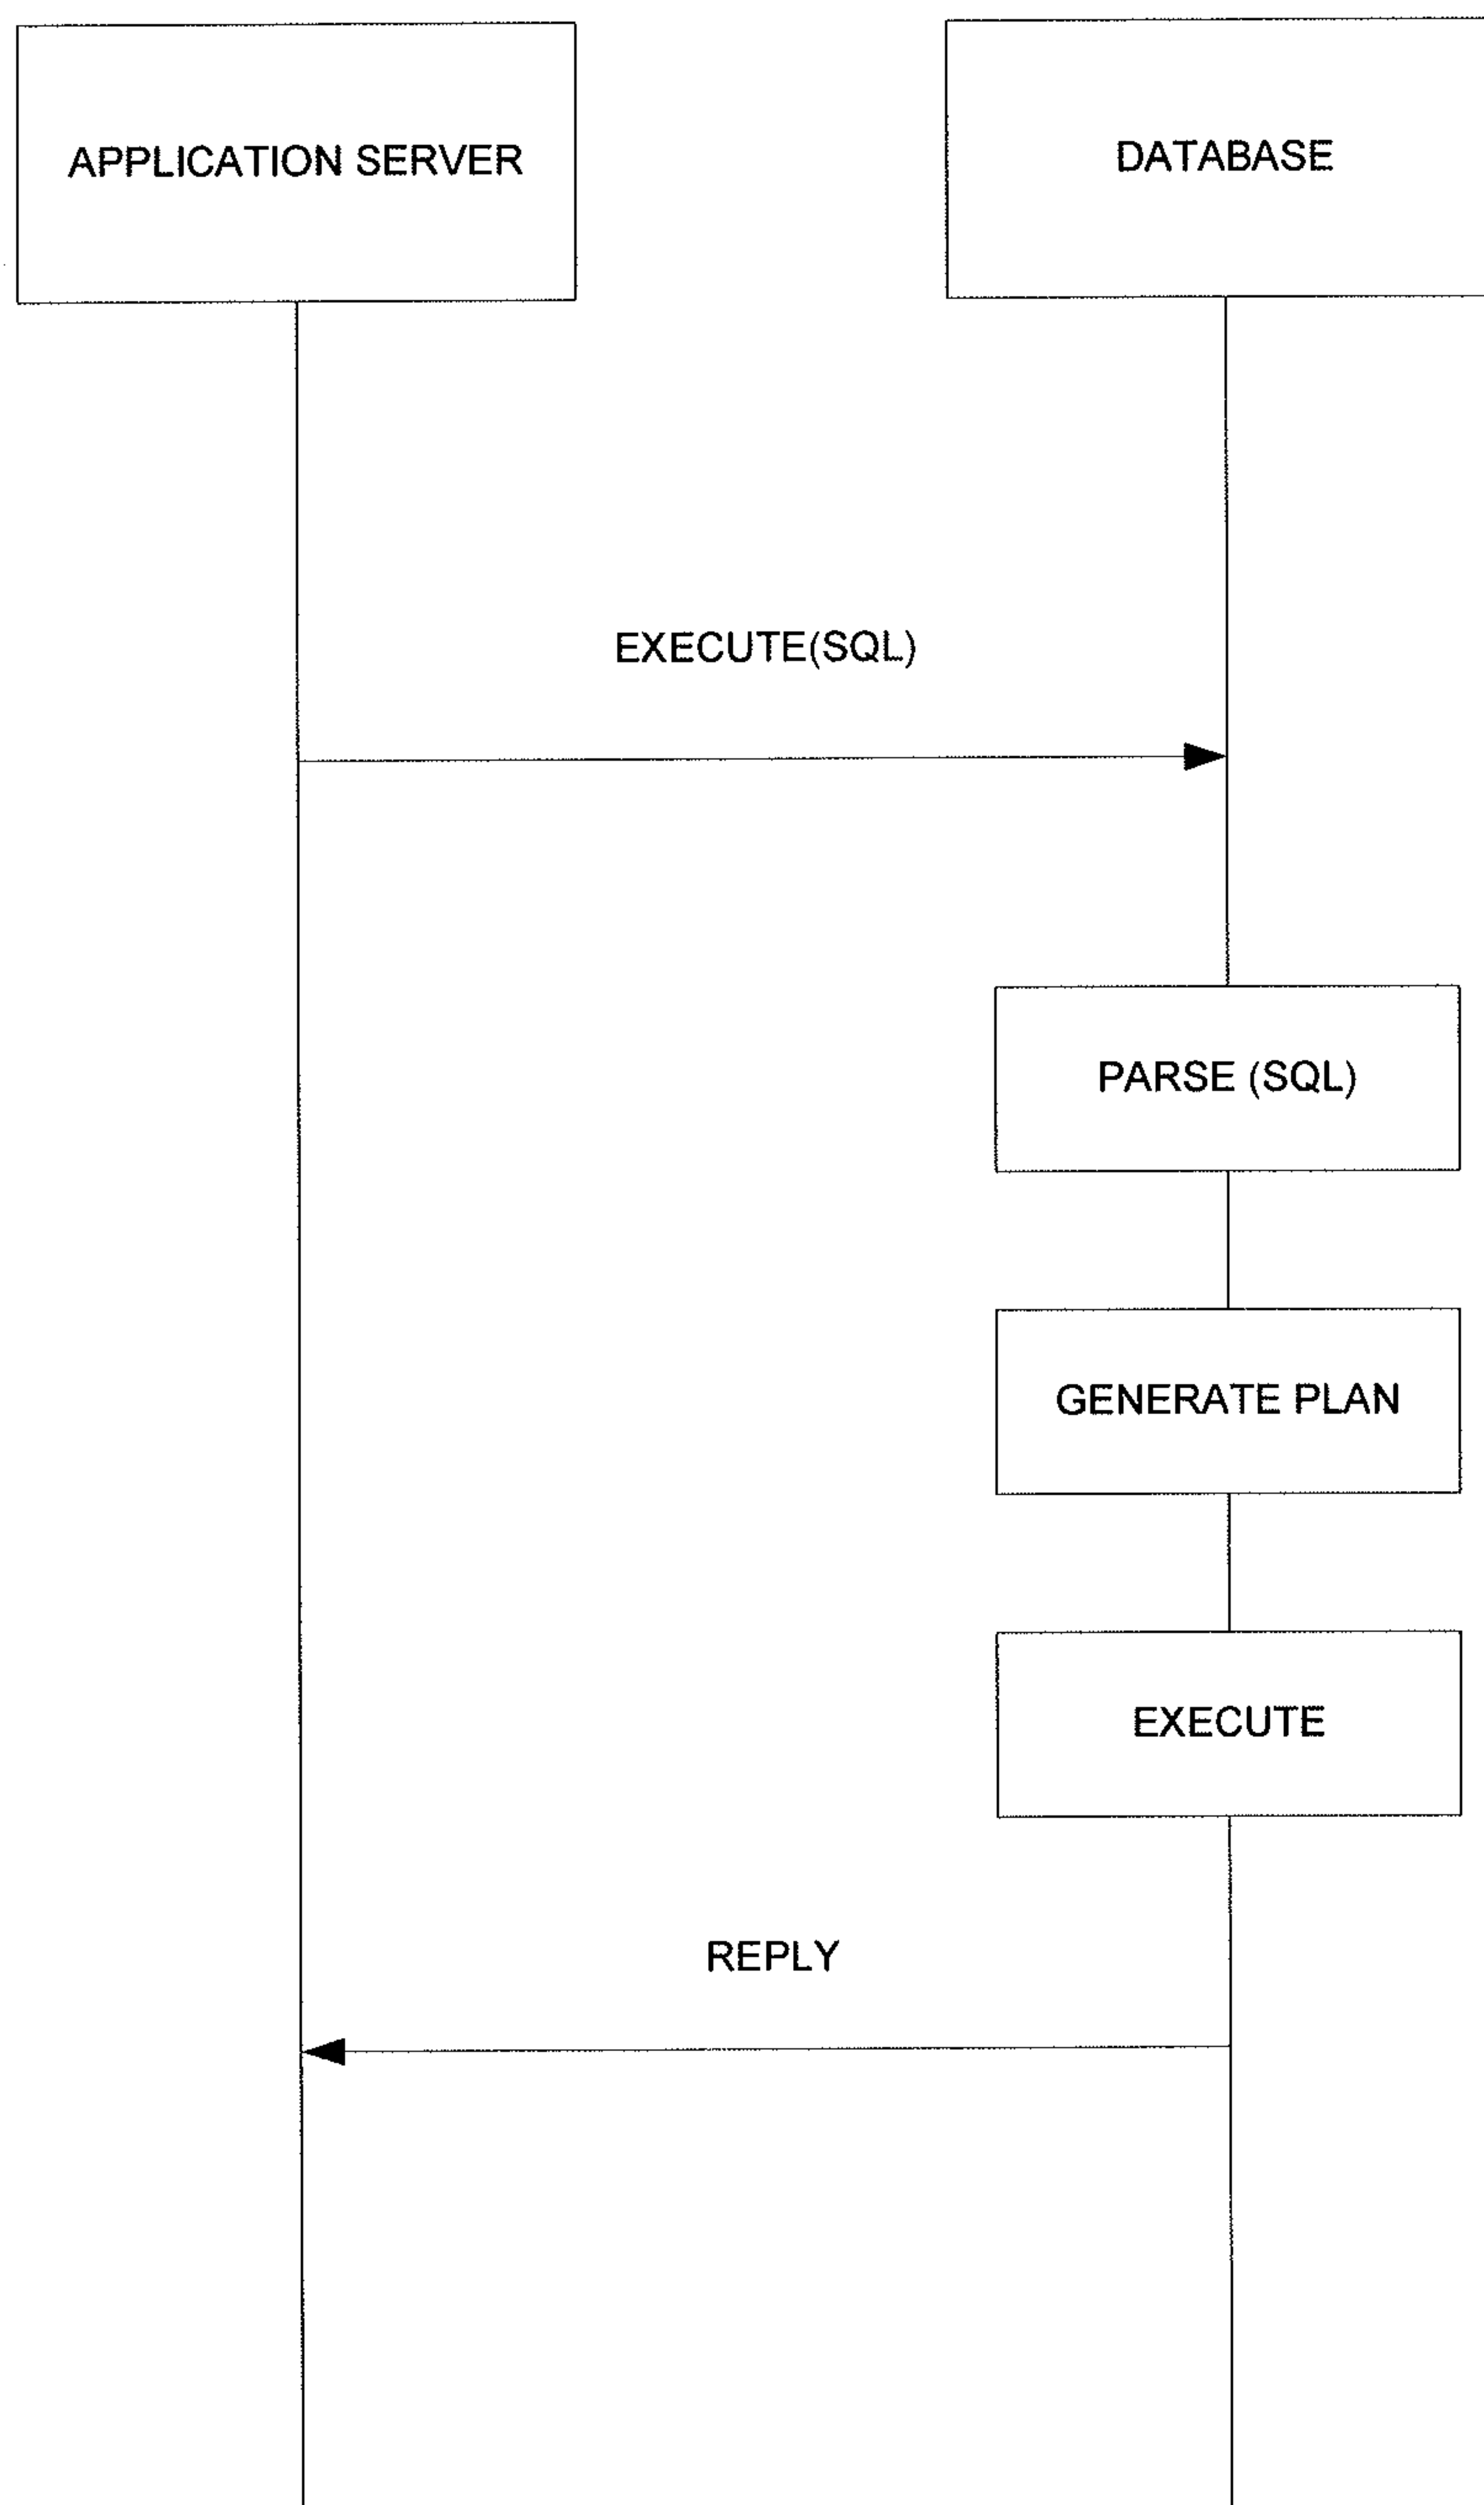 APPLICATION SERVER
DATABASE
EXECUTE(SQL)
PARSE (SQL)
GENERATE PLAN
EXECUTE
REPLY